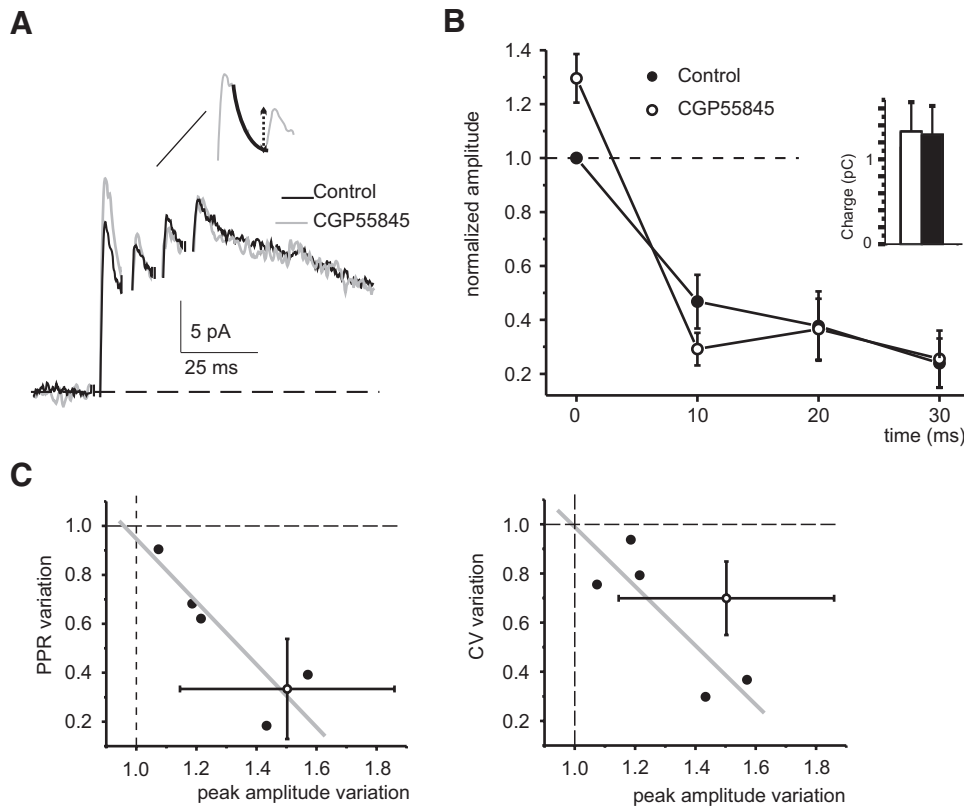 A
Control
CGP55845
5 pA
25 ms
B
1.4
1.2
1.0
0.8
0.6
0.4
0.2
normalized amplitude
Control
CGP55845
Charge (pC)
1
0
0
10
20
30
time (ms)
C
1.0
0.8
0.6
0.4
0.2
PPR variation
1.0
1.2
1.4
1.6
1.8
peak amplitude variation
1.0
0.8
0.6
0.4
0.2
CV variation
1.0
1.2
1.4
1.6
1.8
peak amplitude variation